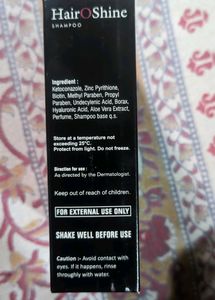 HairOShine
SHAMPOO
Ingredient :
Ketoconazole, Zinc Pyrithione,
Biotin, Methyl Paraben, Propyl
Paraben, Undecylenic Acid, Borax,
Hyaluronic Acid, Aloe Vera Extract,
Perfume, Shampoo base q.s.
Store at a temperature not
exceeding 25°C.
Protect from light. Do not freeze.
Direction for use :
As directed by the Dermatologist.
Keep out of reach of children.
FOR EXTERNAL USE ONLY
SHAKE WELL BEFORE USE
Caution :- Avoid contact with
eyes. If it happens, rinse
thoroughly with water.